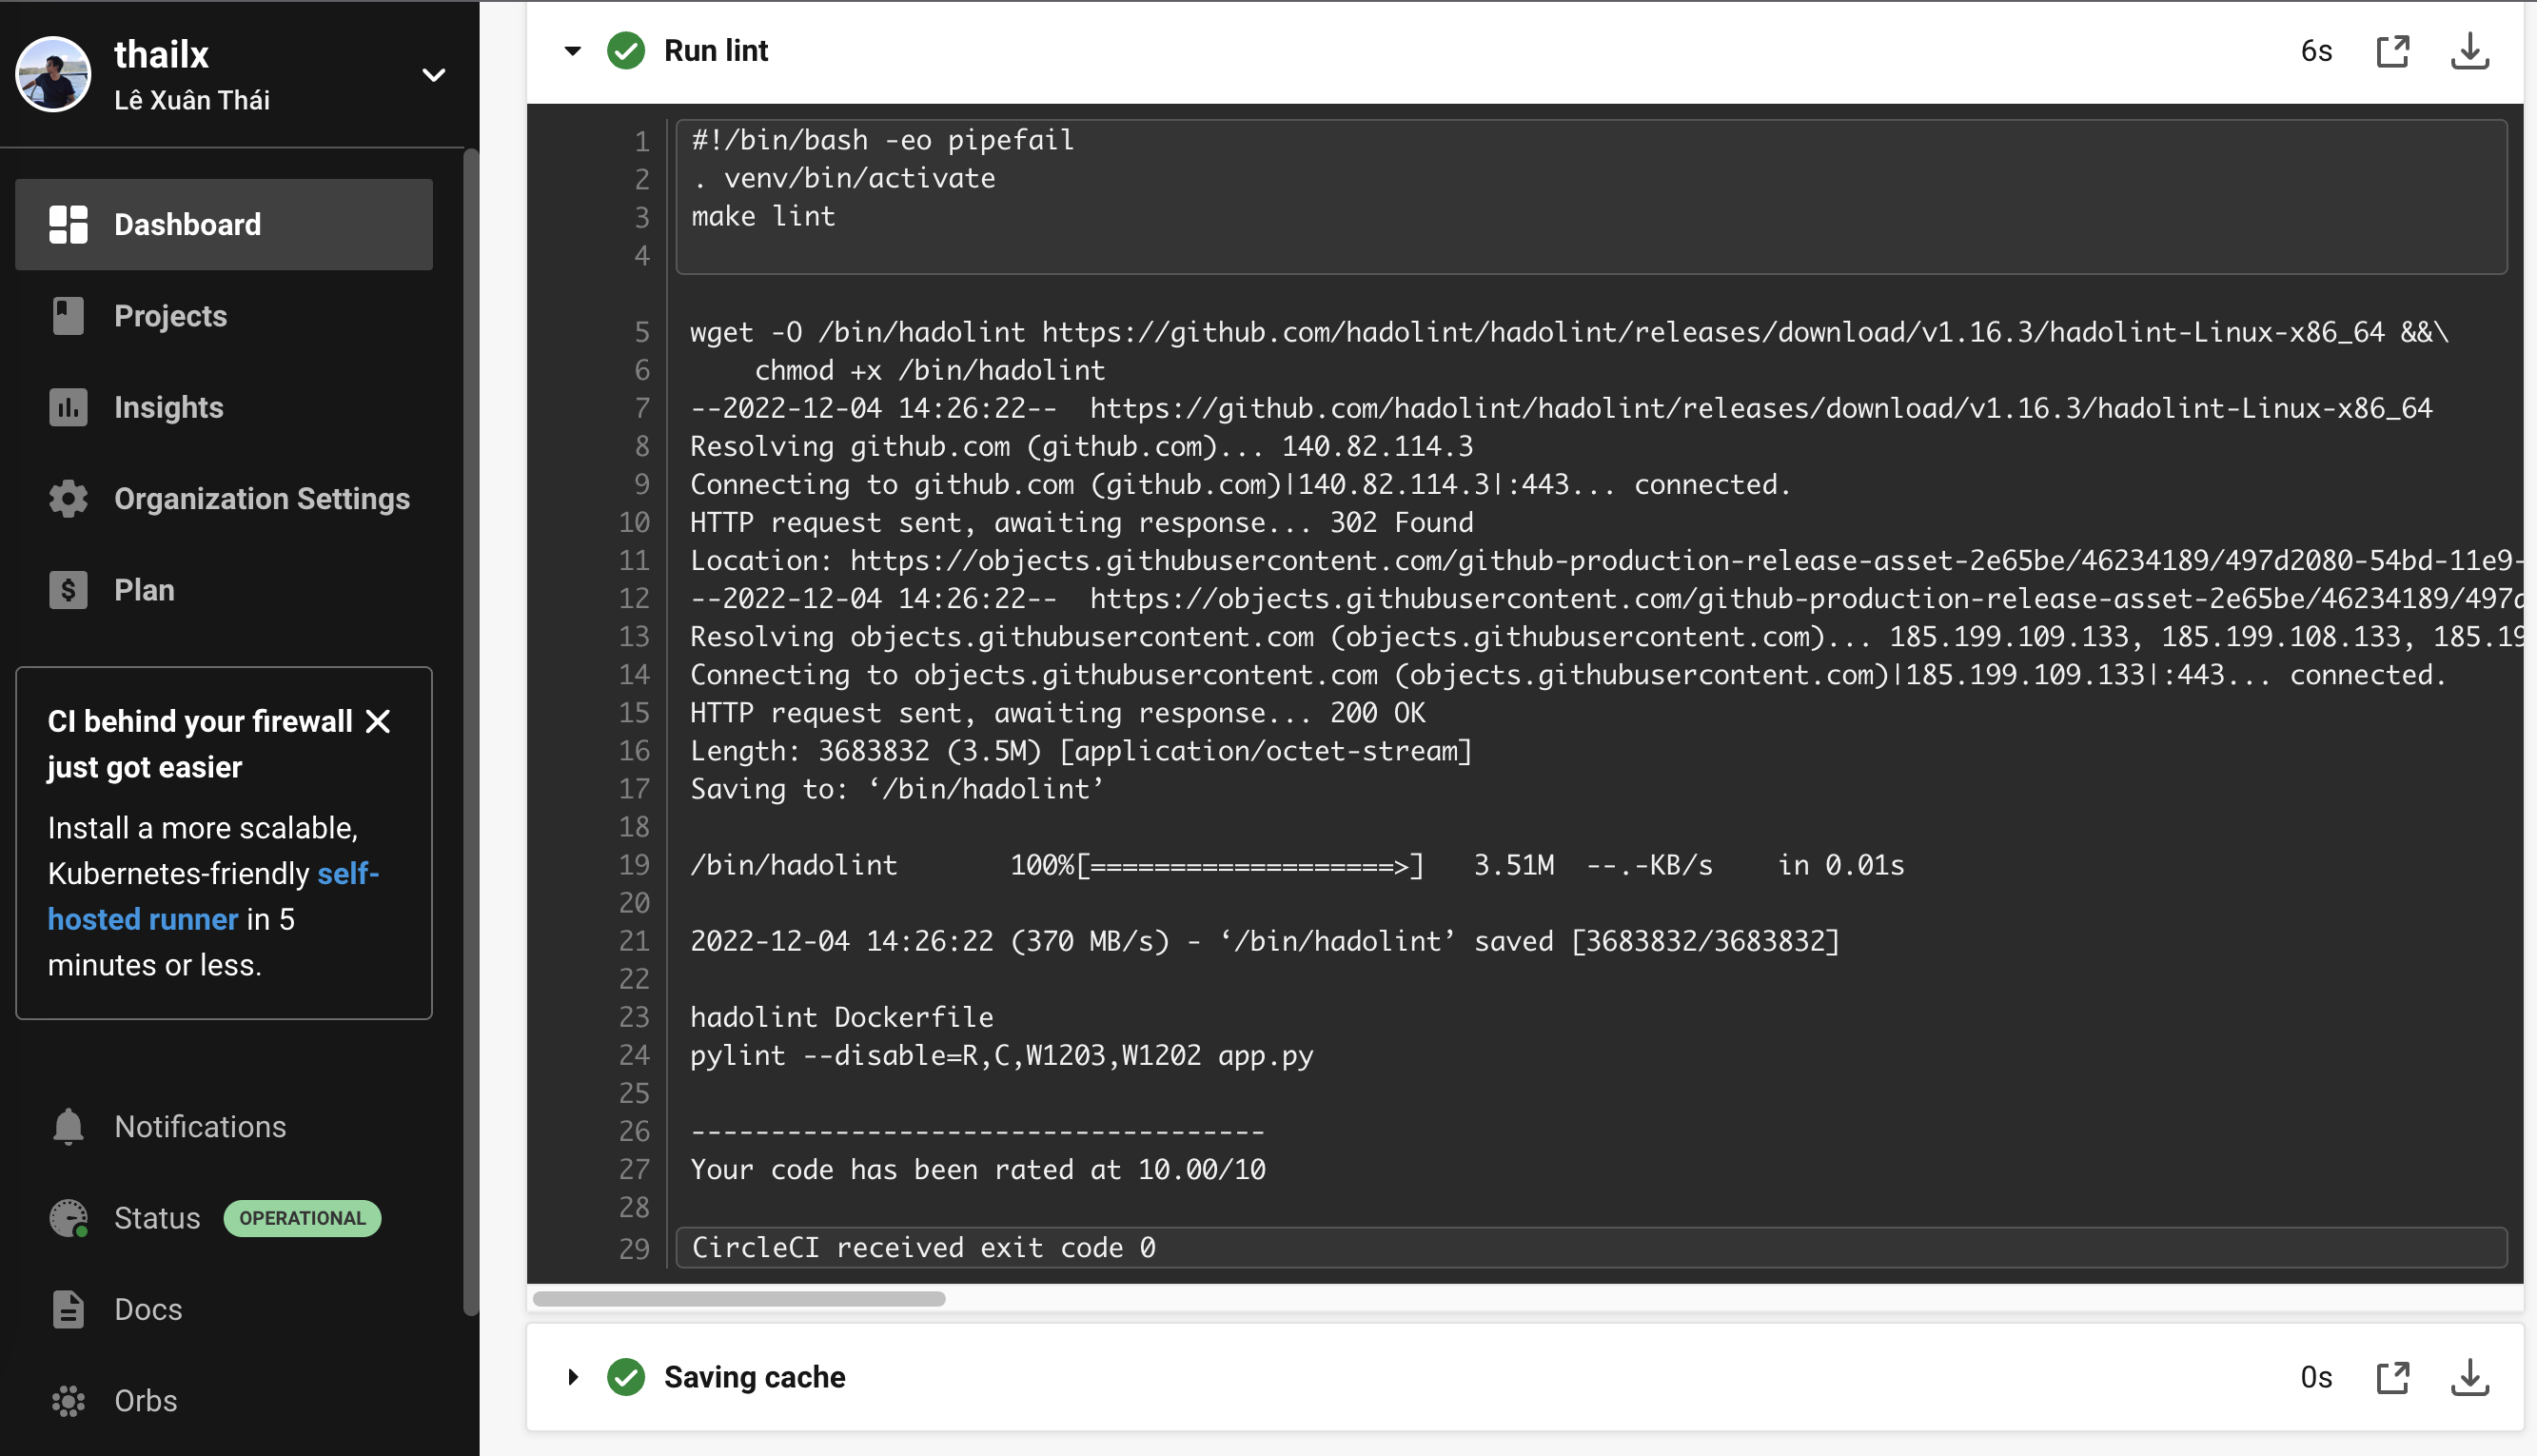 thailx
Lê Xuân Thái
Dashboard
Projects
Insights
Organization Settings
Plan
CI behind your firewall
just got easier
Install a more scalable,
Kubernetes-friendly self-
hosted runner in 5
minutes or less.
Notifications
Status OPERATIONAL
Docs
Orbs
Run lint 6s
1 #!/bin/bash -eo pipefail
2 . venv/bin/activate
3 make lint
4
5 wget -O /bin/hadolint https://github.com/hadolint/hadolint/releases/download/v1.16.3/hadolint-Linux-x86_64 &&\
6     chmod +x /bin/hadolint
7 --2022-12-04 14:26:22--  https://github.com/hadolint/hadolint/releases/download/v1.16.3/hadolint-Linux-x86_64
8 Resolving github.com (github.com)... 140.82.114.3
9 Connecting to github.com (github.com)|140.82.114.3|:443... connected.
10 HTTP request sent, awaiting response... 302 Found
11 Location: https://objects.githubusercontent.com/github-production-release-asset-2e65be/46234189/497d2080-54bd-11e9-
12 --2022-12-04 14:26:22--  https://objects.githubusercontent.com/github-production-release-asset-2e65be/46234189/497d
13 Resolving objects.githubusercontent.com (objects.githubusercontent.com)... 185.199.109.133, 185.199.108.133, 185.19
14 Connecting to objects.githubusercontent.com (objects.githubusercontent.com)|185.199.109.133|:443... connected.
15 HTTP request sent, awaiting response... 200 OK
16 Length: 3683832 (3.5M) [application/octet-stream]
17 Saving to: ‘/bin/hadolint’
18
19 /bin/hadolint       100%[===================>]   3.51M  --.-KB/s    in 0.01s
20
21 2022-12-04 14:26:22 (370 MB/s) - ‘/bin/hadolint’ saved [3683832/3683832]
22
23 hadolint Dockerfile
24 pylint --disable=R,C,W1203,W1202 app.py
25
26 ------------------------------------
27 Your code has been rated at 10.00/10
28
29 CircleCI received exit code 0
Saving cache 0s